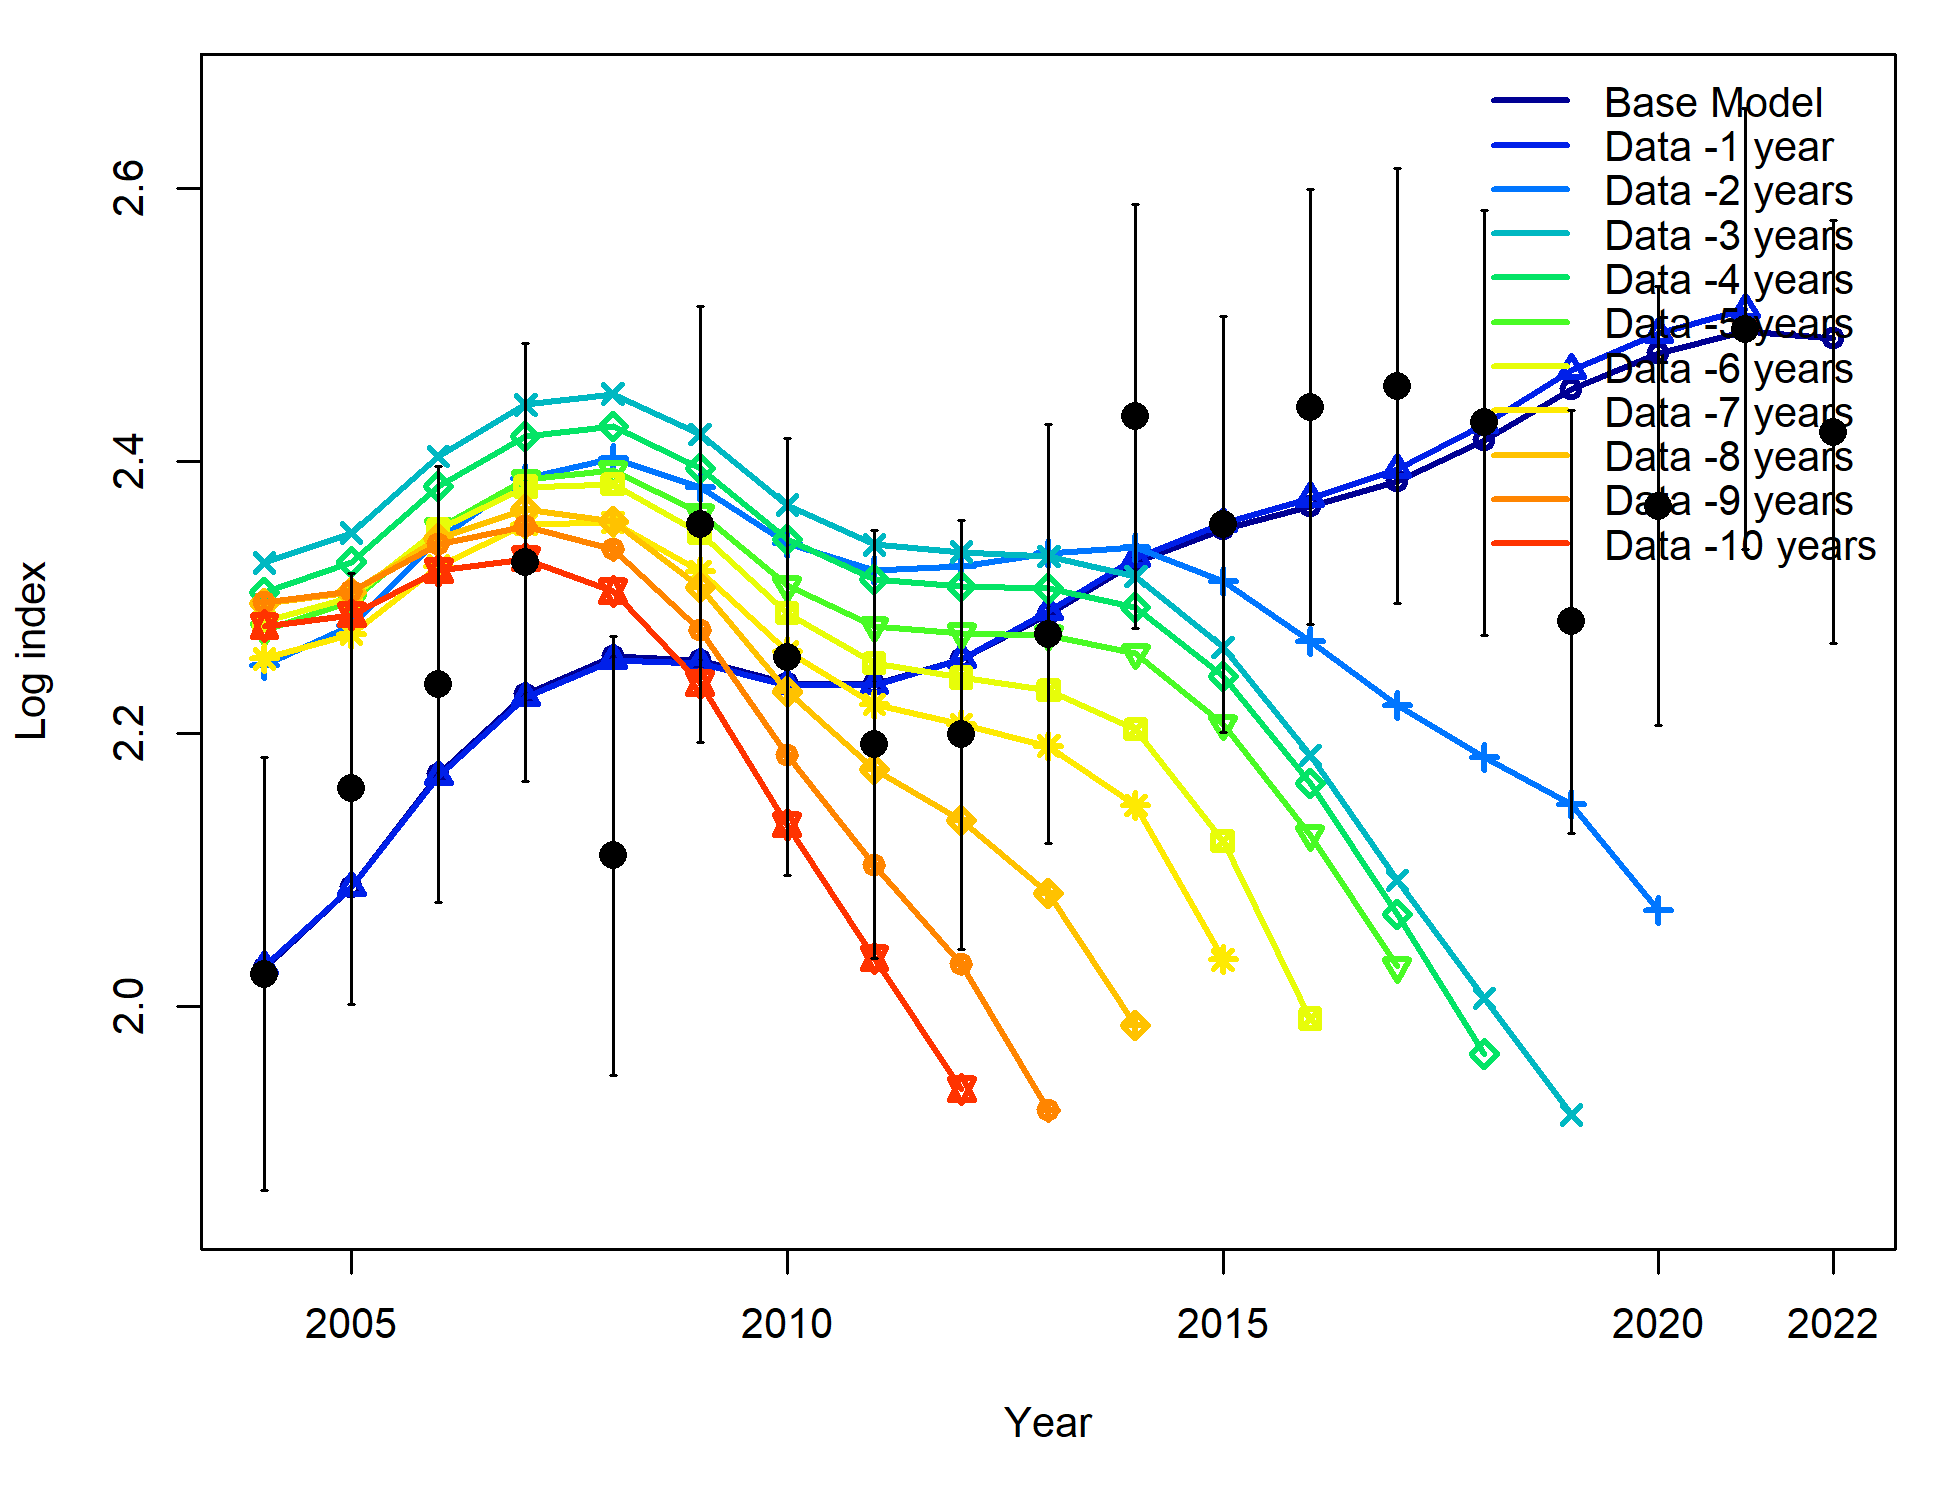 Base Model
Data -1 year
Data -2 years
Data -3 years
Data -4 years
Data -5 years
Data -6 years
Data -7 years
Data -8 years
Data -9 years
Data -10 years
2.6
2.4
2.2
2.0
Log index
2005 2010 2015 2020 2022
Year